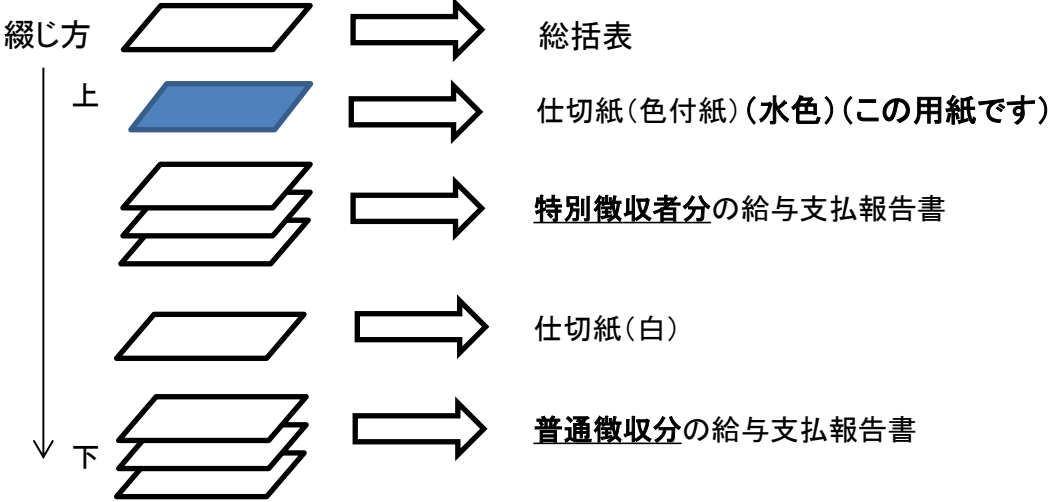 綴じ方
総括表
上
仕切紙（色付紙）（水色）（この用紙です）
特別徴収者分の給与支払報告書
仕切紙（白）
普通徴収分の給与支払報告書
下